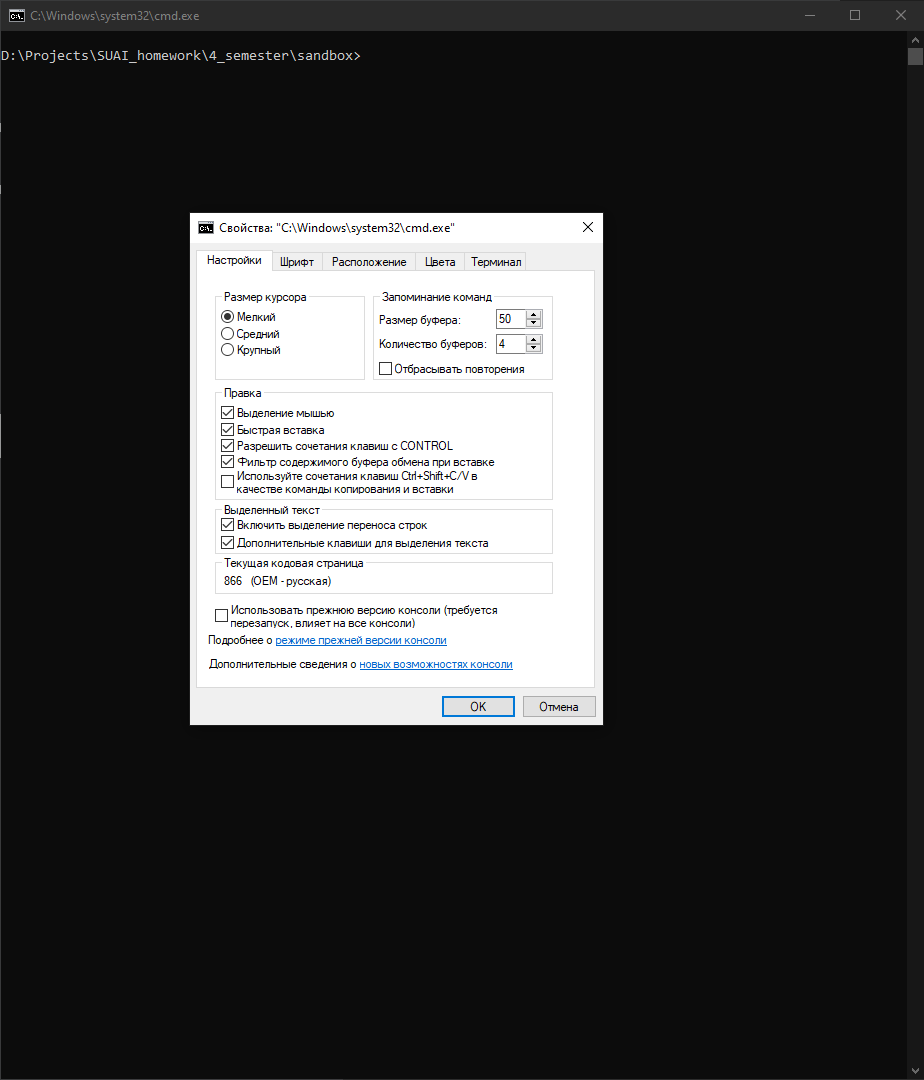 C:\Windows\system32\cmd.exe
D:\Projects\SUAI_homework\4_semester\sandbox>
Свойства: "C:\Windows\system32\cmd.exe"
Настройки Шрифт Расположение Цвета Терминал
Размер курсора
Мелкий
Средний
Крупный
Запоминание команд
Размер буфера: 50
Количество буферов: 4
Отбрасывать повторения
Правка
Выделение мышью
Быстрая вставка
Разрешить сочетания клавиш с CONTROL
Фильтр содержимого буфера обмена при вставке
Используйте сочетания клавиш Ctrl+Shift+C/V в
качестве команды копирования и вставки
Выделенный текст
Включить выделение переноса строк
Дополнительные клавиши для выделения текста
Текущая кодовая страница
866 (OEM - русская)
Использовать прежнюю версию консоли (требуется
перезапуск, влияет на все консоли)
Подробнее о режиме прежней версии консоли
Дополнительные сведения о новых возможностях консоли
OK Отмена